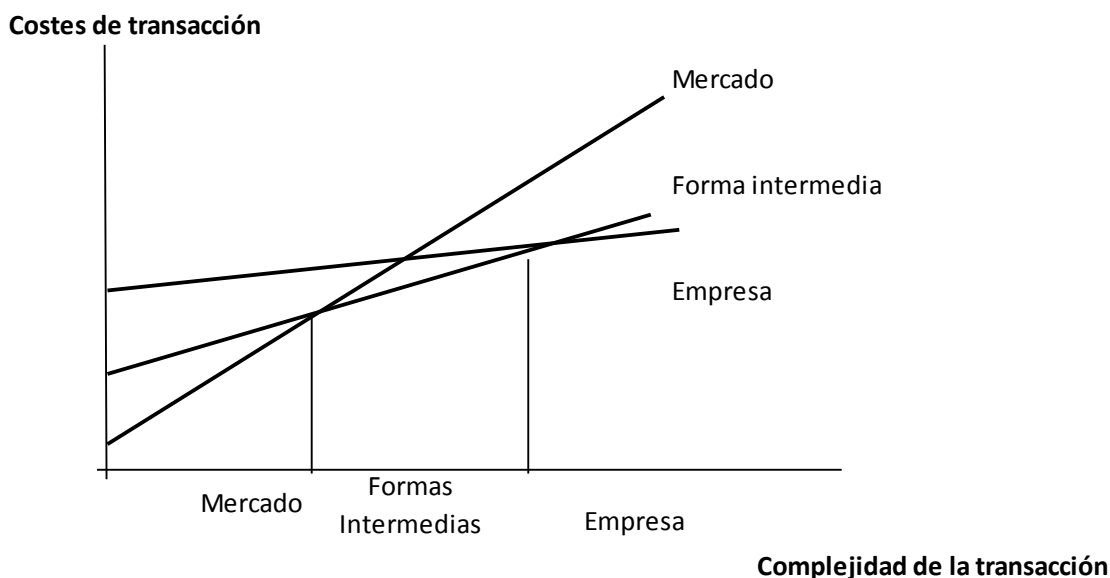 Costes de transacción
Mercado
Forma intermedia
Empresa
Mercado
Formas
Intermedias
Empresa
Complejidad de la transacción